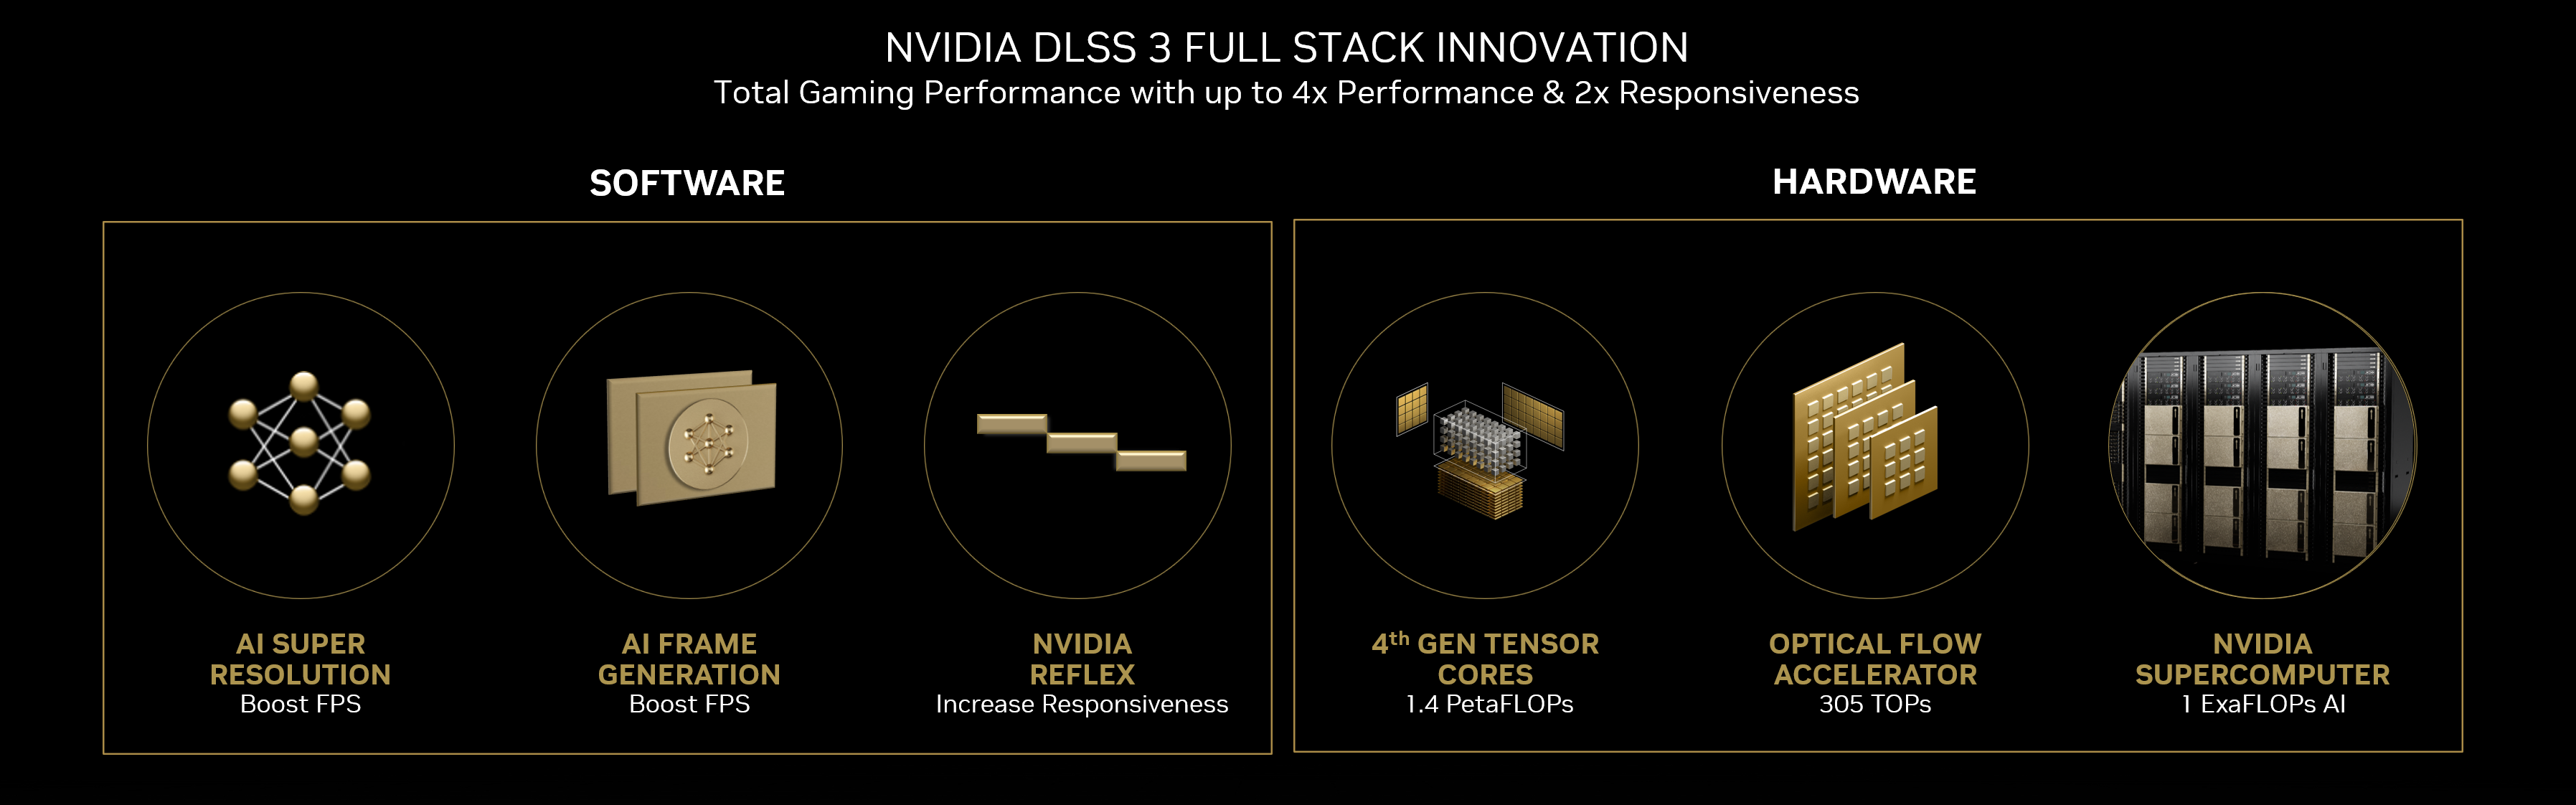 NVIDIA DLSS 3 FULL STACK INNOVATION
Total Gaming Performance with up to 4x Performance & 2x Responsiveness
SOFTWARE
AI SUPER
RESOLUTION
Boost FPS
AI FRAME
GENERATION
Boost FPS
NVIDIA
REFLEX
Increase Responsiveness
HARDWARE
4th GEN TENSOR
CORES
1.4 PetaFLOPs
OPTICAL FLOW
ACCELERATOR
305 TOPs
NVIDIA
SUPERCOMPUTER
1 ExaFLOPs AI